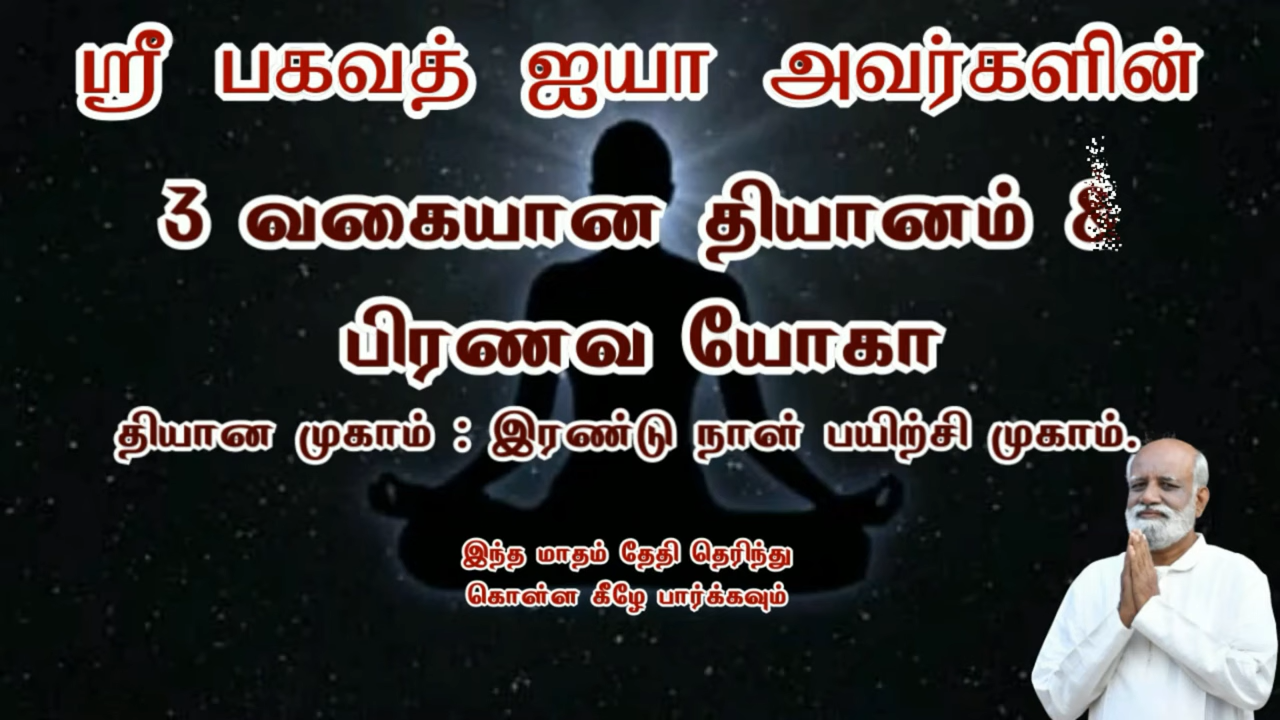 ஸ்ரீ பகவத் ஐயா அவர்களின்
3 வகையான தியானம் &
பிரணவ யோகா
தியான முகாம் : இரண்டு நாள் பயிற்சி முகாம்.
இந்த மாதம் தேதி தெரிந்து
கொள்ள கீழே பார்க்கவும்